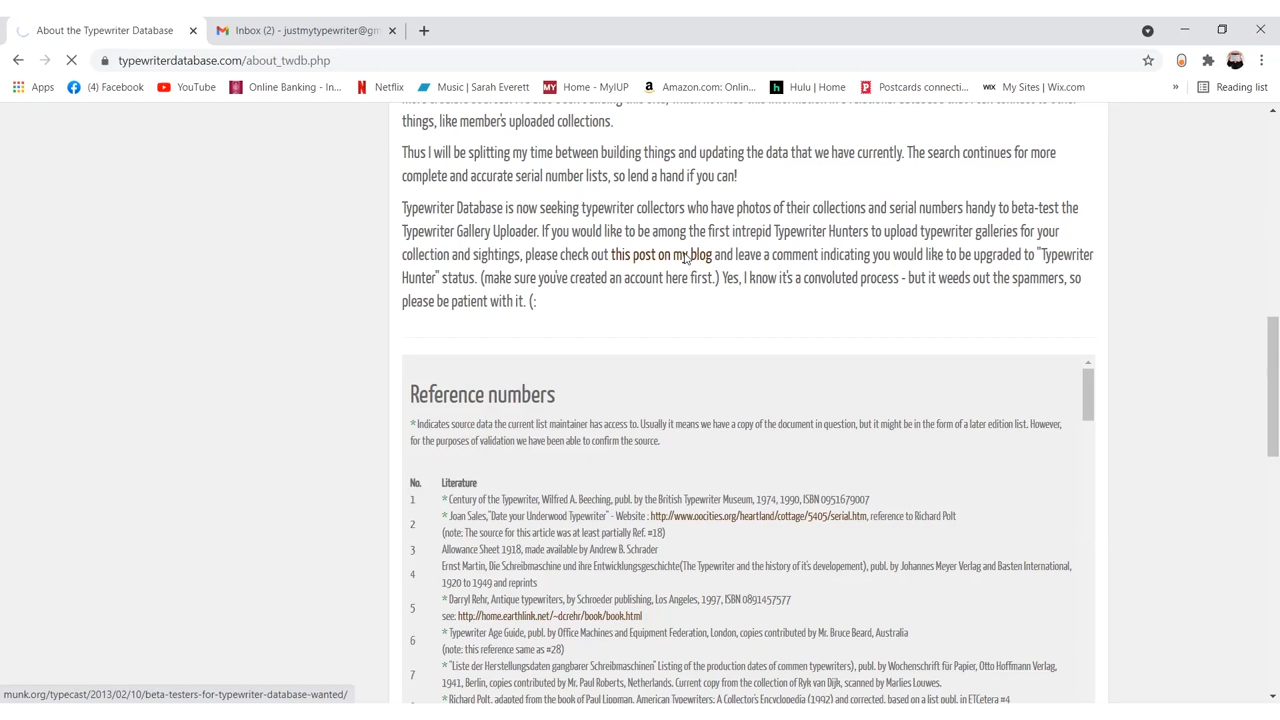 About the Typewriter Database
Inbox (2) - justmytypewriter@gm
typewriterdatabase.com/about_twdb.php
Apps (4) Facebook YouTube Online Banking - In... Netflix Music | Sarah Everett Home - MyIUP Amazon.com: Onlin... Hulu | Home Postcards connecti... My Sites | Wix.com » Reading list
things, like member's uploaded collections.
Thus I will be splitting my time between building things and updating the data that we have currently. The search continues for more
complete and accurate serial number lists, so lend a hand if you can!
Typewriter Database is now seeking typewriter collectors who have photos of their collections and serial numbers handy to beta-test the
Typewriter Gallery Uploader. If you would like to be among the first intrepid Typewriter Hunters to upload typewriter galleries for your
collection and sightings, please check out this post on my blog and leave a comment indicating you would like to be upgraded to "Typewriter
Hunter" status. (make sure you've created an account here first.) Yes, I know it's a convoluted process - but it weeds out the spammers, so
please be patient with it. (:
Reference numbers
* Indicates source data the current list maintainer has access to. Usually it means we have a copy of the document in question, but it might be in the form of a later edition list. However,
for the purposes of validation we have been able to confirm the source.
No. Literature
1 * Century of the Typewriter, Wilfred A. Beeching, publ. by the British Typewriter Museum, 1974, 1990, ISBN 0951679007
2 * Joan Sales,"Date your Underwood Typewriter" - Website : http://www.oocities.org/heartland/cottage/5405/serial.htm, reference to Richard Polt
(note: The source for this article was at least partially Ref. #18)
3 Allowance Sheet 1918, made available by Andrew B. Schrader
4 Ernst Martin, Die Schreibmaschine und ihre Entwicklungsgeschichte(The Typewriter and the history of it's developement), publ. by Johannes Meyer Verlag and Basten International,
1920 to 1949 and reprints
5 * Darryl Rehr, Antique typewriters, by Schroeder publishing, Los Angeles, 1997, ISBN 0891457577
see: http://home.earthlink.net/~dcrehr/book/book.html
6 * Typewriter Age Guide, publ. by Office Machines and Equipment Federation, London, copies contributed by Mr. Bruce Beard, Australia
(note: this reference same as #28)
7 * "Liste der Herstellungsdaten gangbarer Schreibmaschinen" Listing of the production dates of commen typewriters), publ. by Wochenschrift für Papier, Otto Hoffmann Verlag,
1941, Berlin, copies contributed by Mr. Paul Roberts, Netherlands. Current copy from the collection of Ryk van Dijk, scanned by Marlies Louwes.
* Richard Polt, adapted from the book of Paul Lippman, American Typewriters: A Collector's Encyclopedia (1992) and corrected, based on a list publ. in ETCetera #4
munk.org/typecast/2013/02/10/beta-testers-for-typewriter-database-wanted/